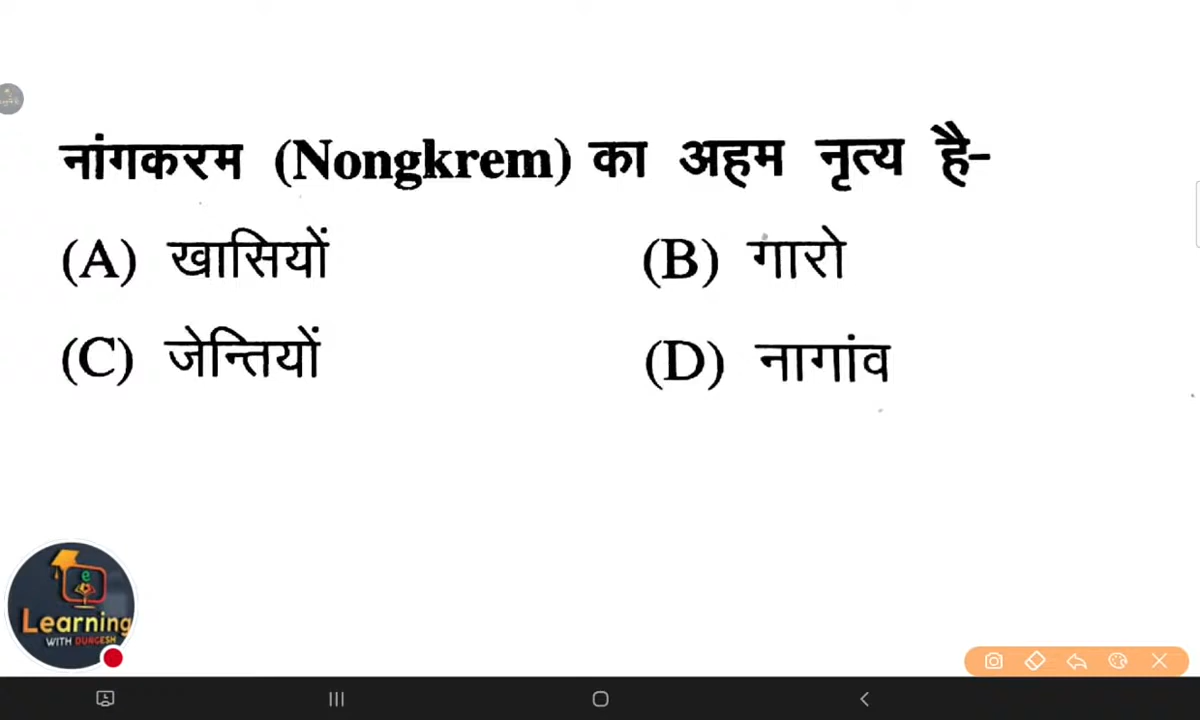 नांगकरम (Nongkrem) का अहम नृत्य है-
(A) खासियों (B) गारो
(C) जेन्तियों (D) नागांव
e
Learning
WITH DURGESH